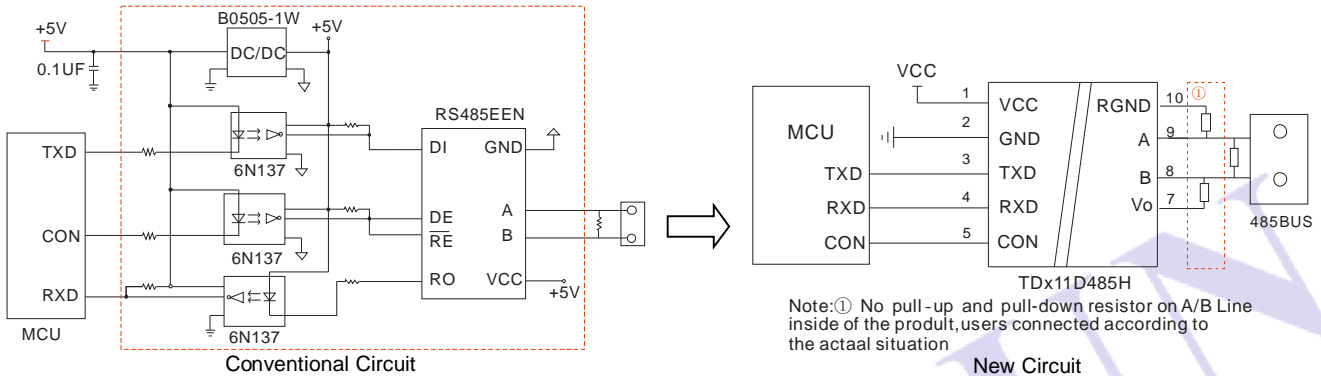 B0505-1W
+5V
+5V
DC/DC
0.1UF
RS485EEN
TXD
DI
GND
6N137
CON
DE
A
RE
B
6N137
RXD
RO
VCC
+5V
MCU
6N137
Conventional Circuit
VCC
1
VCC
RGND
10
①
MCU
2
GND
A
9
TXD
3
TXD
B
8
RXD
4
RXD
Vo
7
485BUS
CON
5
CON
TDx11D485H
Note:① No pull-up and pull-down resistor on A/B Line
inside of the prodult,users connected according to
the actaal situation
New Circuit